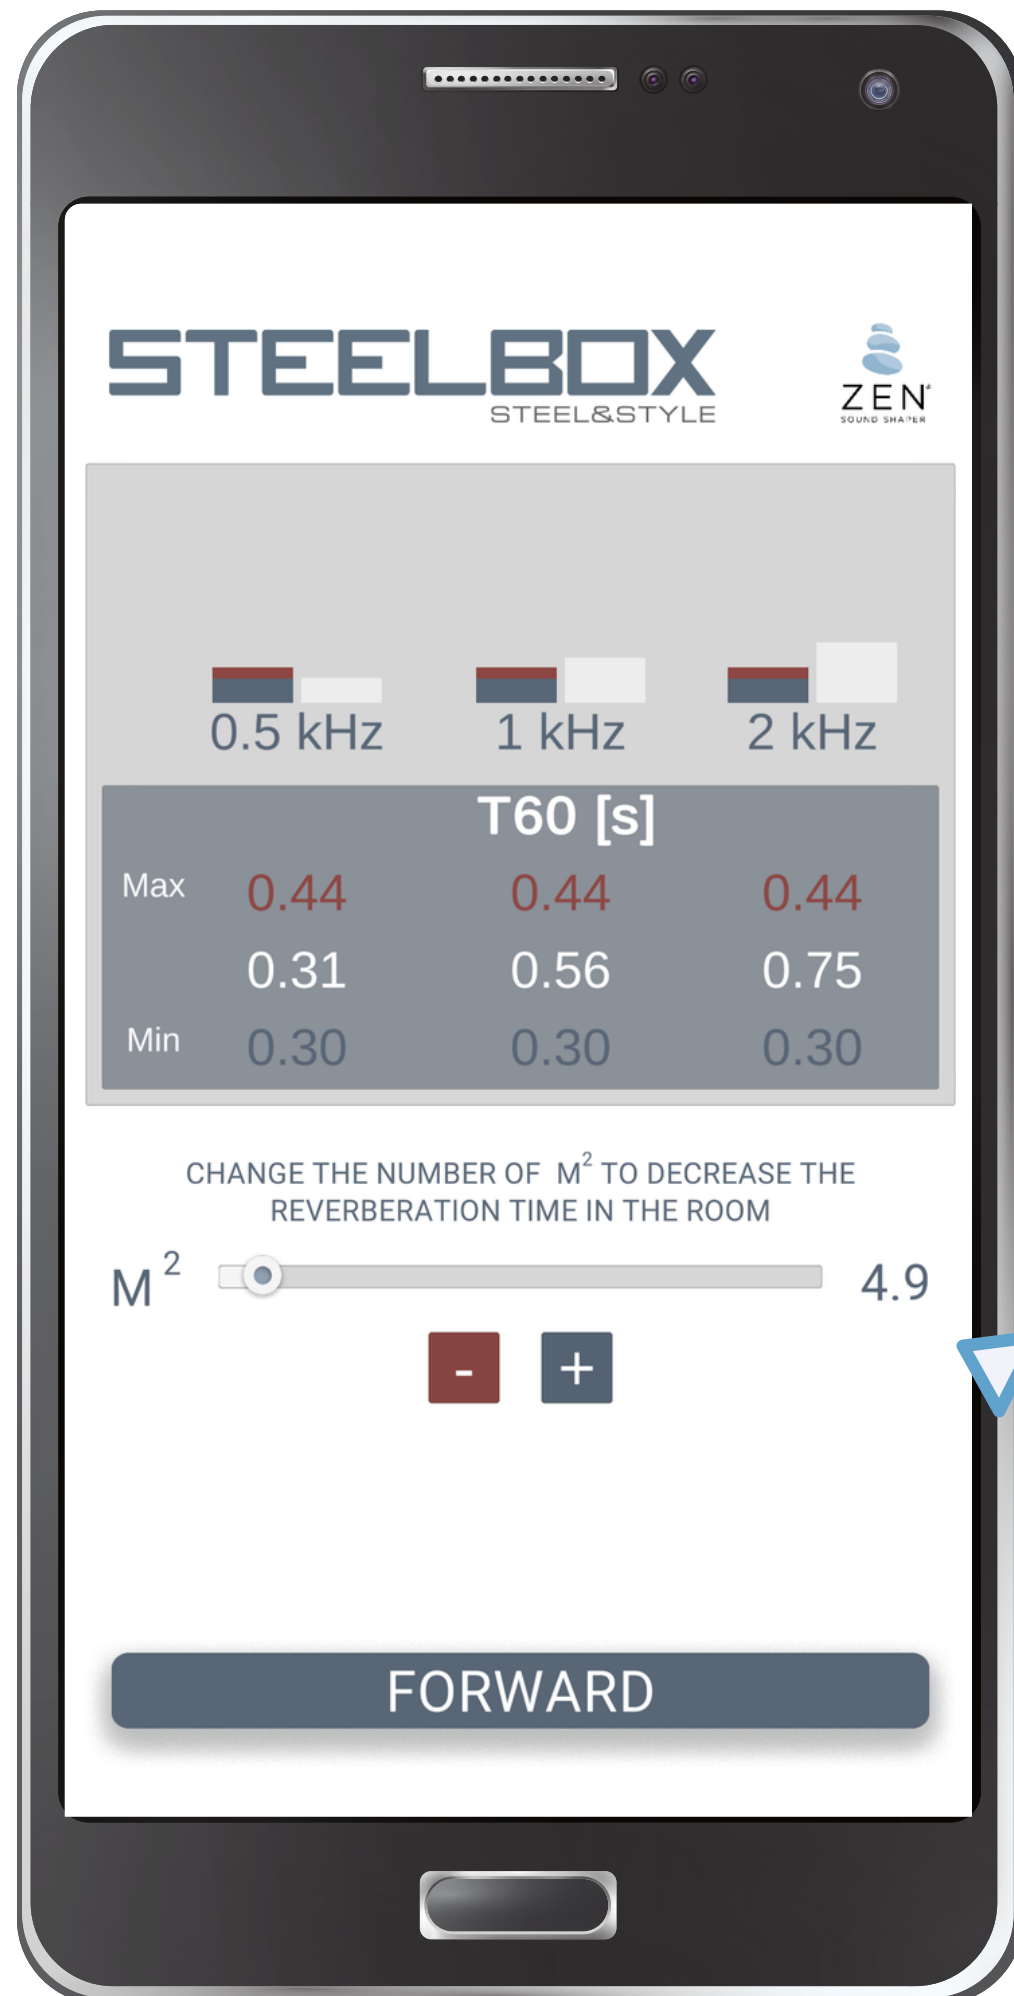 STEELBOX
STEEL&STYLE
ZEN
SOUND SHAPER
0.5 kHz 1 kHz 2 kHz
T60 [s]
Max 0.44 0.44 0.44
0.31 0.56 0.75
Min 0.30 0.30 0.30
CHANGE THE NUMBER OF M² TO DECREASE THE
REVERBERATION TIME IN THE ROOM
M² 4.9
- +
FORWARD